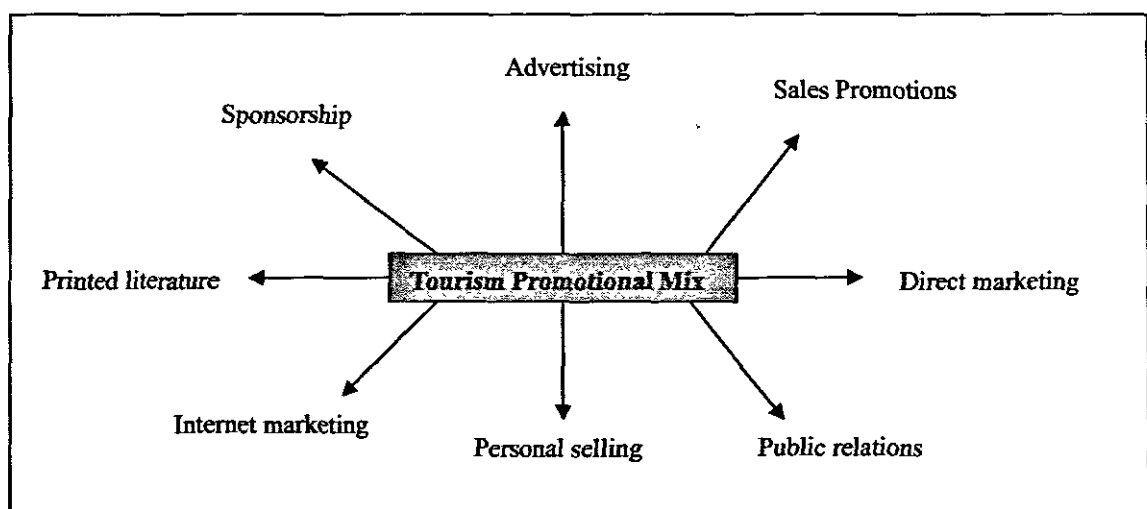 Advertising
Sales Promotions
Sponsorship
Printed literature
Tourism Promotional Mix
Direct marketing
Internet marketing
Personal selling
Public relations